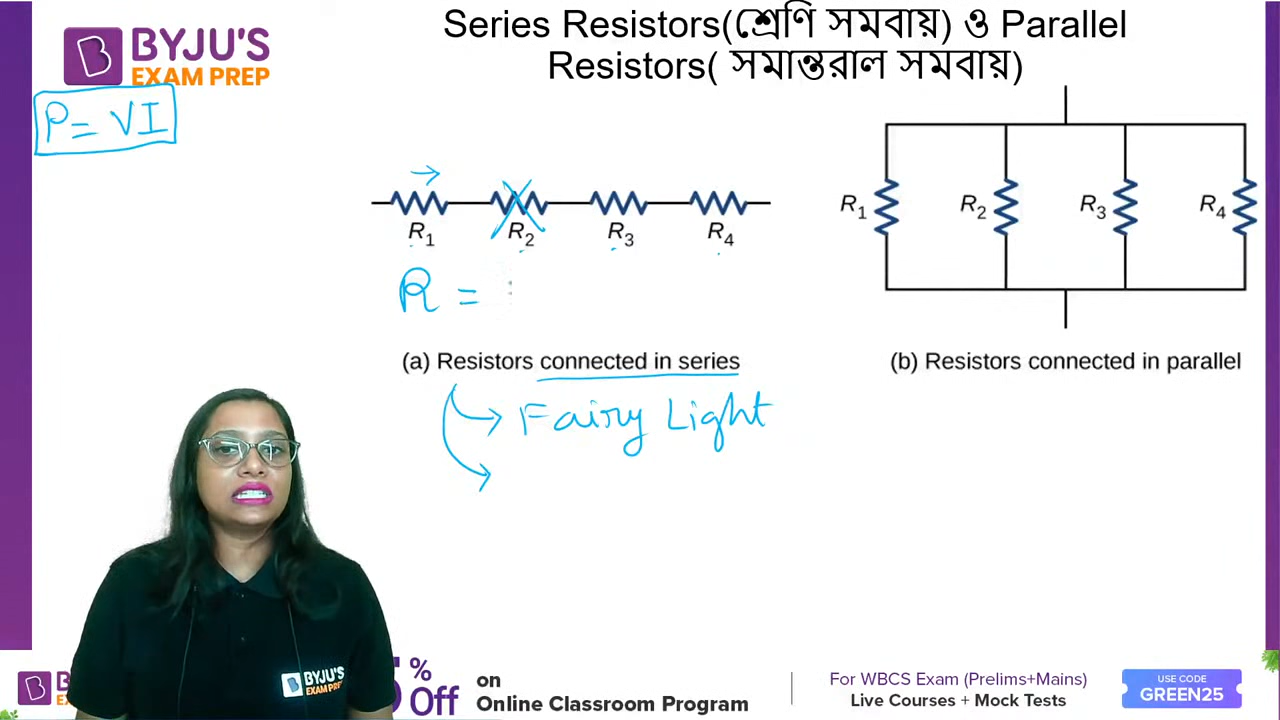 BYJU'S
EXAM PREP
Series Resistors(শ্রেণি সমবায়) ও Parallel
Resistors( সমান্তরাল সমবায়)
P = VI
R1
R2
R3
R4
R =
R1
R2
R3
R4
(a) Resistors connected in series
(b) Resistors connected in parallel
Fairy Light
BYJU'S
EXAM PREP
%
Off
on
Online Classroom Program
For WBCS Exam (Prelims+Mains)
Live Courses + Mock Tests
USE CODE
GREEN25